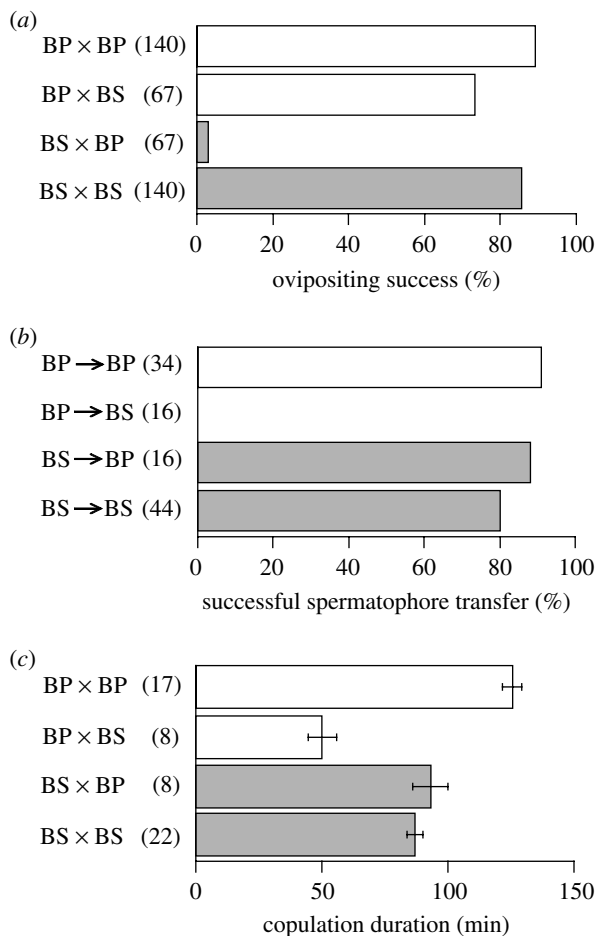 (a)
BP × BP (140)
BP × BS (67)
BS × BP (67)
BS × BS (140)
0 20 40 60 80 100
ovipositing success (%)
(b)
BP → BP (34)
BP → BS (16)
BS → BP (16)
BS → BS (44)
0 20 40 60 80 100
successful spermatophore transfer (%)
(c)
BP × BP (17)
BP × BS (8)
BS × BP (8)
BS × BS (22)
0 50 100 150
copulation duration (min)